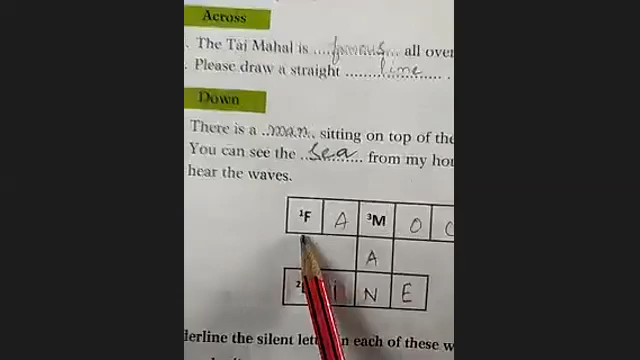 Across
. The Taj Mahal is ....famous... all over
. Please draw a straight ......line......
Down
There is a ..man.. sitting on top of the
You can see the ..sea.. from my hou
hear the waves.
1F A 3M O
A
2 I N E
derline the silent lett n each of these w